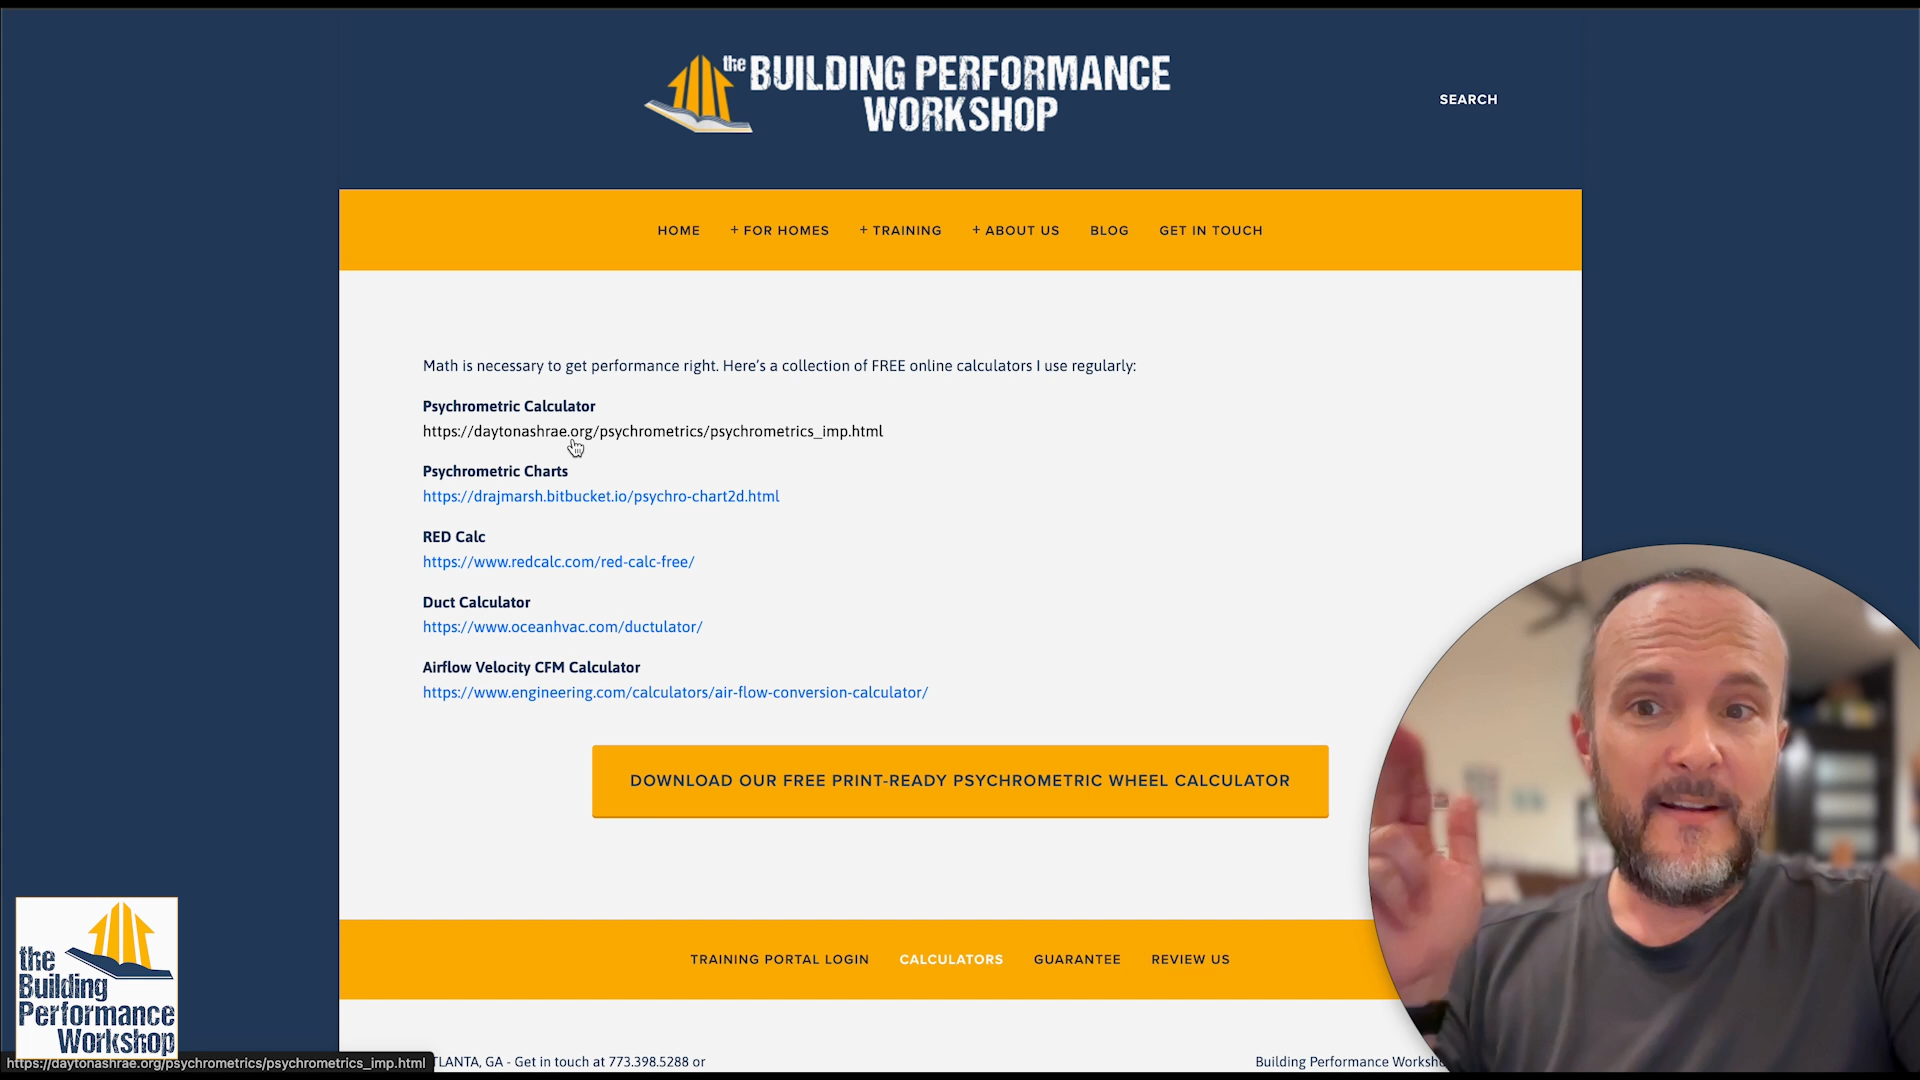 the BUILDING PERFORMANCE
WORKSHOP
SEARCH
HOME + FOR HOMES + TRAINING + ABOUT US BLOG GET IN TOUCH
Math is necessary to get performance right. Here's a collection of FREE online calculators I use regularly:
Psychrometric Calculator
https://daytonashrae.org/psychrometrics/psychrometrics_imp.html
Psychrometric Charts
https://drajmarsh.bitbucket.io/psychro-chart2d.html
RED Calc
https://www.redcalc.com/red-calc-free/
Duct Calculator
https://www.oceanhvac.com/ductulator/
Airflow Velocity CFM Calculator
https://www.engineering.com/calculators/air-flow-conversion-calculator/
DOWNLOAD OUR FREE PRINT-READY PSYCHROMETRIC WHEEL CALCULATOR
TRAINING PORTAL LOGIN CALCULATORS GUARANTEE REVIEW US
the
Building
Performance
Workshop
https://daytonashrae.org/psychrometrics/psychrometrics_imp.html
GA - Get in touch at 773.398.5288 or
Building Performance